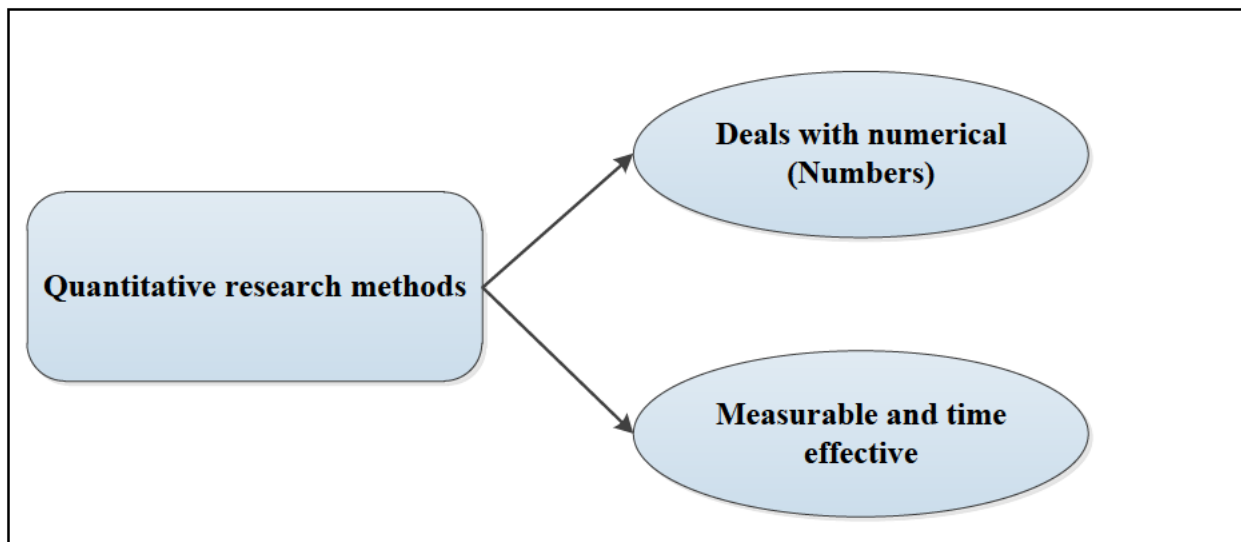 Quantitative research methods
Deals with numerical
(Numbers)
Measurable and time
effective